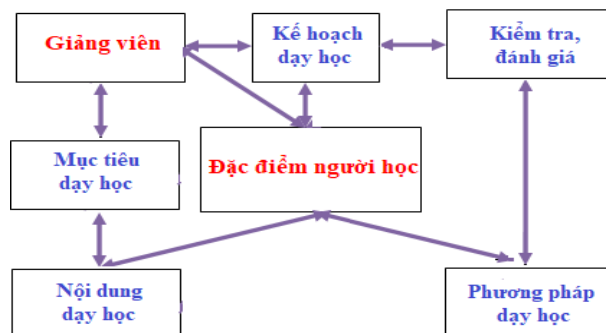 Giảng viên
Kế hoạch
dạy học
Kiểm tra,
đánh giá
Mục tiêu
dạy học
Đặc điểm người học
Nội dung
dạy học
Phương pháp
dạy học